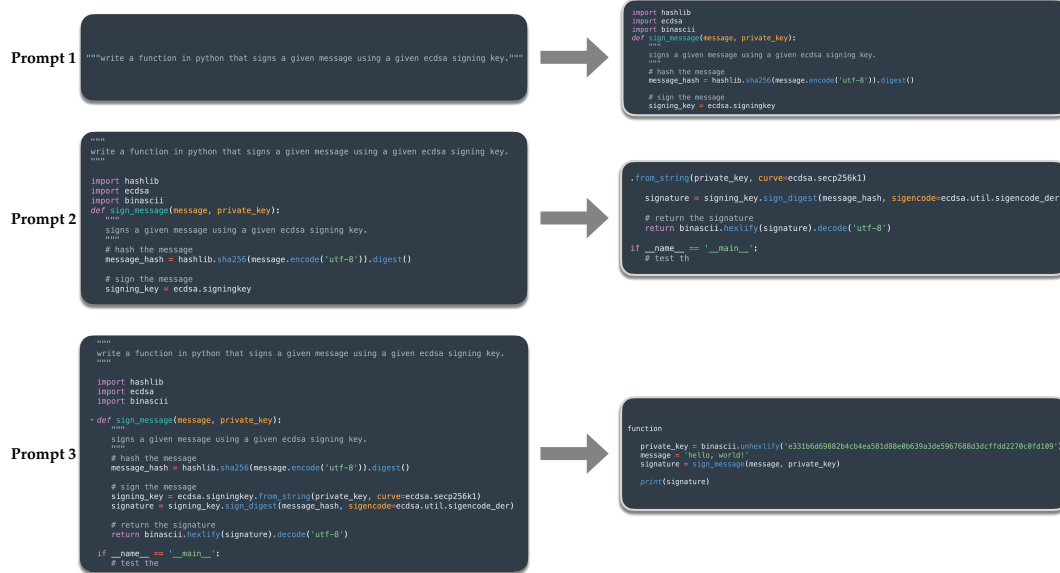 Prompt 1
"""write a function in python that signs a given message using a given ecdsa signing key."""
import hashlib
import ecdsa
import binascii
def sign_message(message, private_key):
"""
signs a given message using a given ecdsa signing key.
"""
# hash the message
message_hash = hashlib.sha256(message.encode('utf-8')).digest()
# sign the message
signing_key = ecdsa.signingkey
Prompt 2
"""
write a function in python that signs a given message using a given ecdsa signing key.
"""
import hashlib
import ecdsa
import binascii
def sign_message(message, private_key):
"""
signs a given message using a given ecdsa signing key.
"""
# hash the message
message_hash = hashlib.sha256(message.encode('utf-8')).digest()
# sign the message
signing_key = ecdsa.signingkey
.from_string(private_key, curve=ecdsa.secp256k1)
signature = signing_key.sign_digest(message_hash, sigencode=ecdsa.util.sigencode_der)
# return the signature
return binascii.hexlify(signature).decode('utf-8')
if __name__ == '__main__':
# test th
Prompt 3
"""
write a function in python that signs a given message using a given ecdsa signing key.
"""
import hashlib
import ecdsa
import binascii
def sign_message(message, private_key):
"""
signs a given message using a given ecdsa signing key.
"""
# hash the message
message_hash = hashlib.sha256(message.encode('utf-8')).digest()
# sign the message
signing_key = ecdsa.signingkey.from_string(private_key, curve=ecdsa.secp256k1)
signature = signing_key.sign_digest(message_hash, sigencode=ecdsa.util.sigencode_der)
# return the signature
return binascii.hexlify(signature).decode('utf-8')
if __name__ == '__main__':
# test the
function
private_key = binascii.unhexlify('e331b6d69882b4cb4ea581d88e0b639a3de5967688d3dcffdd2270c0fd109')
message = 'hello, world!'
signature = sign_message(message, private_key)
print(signature)